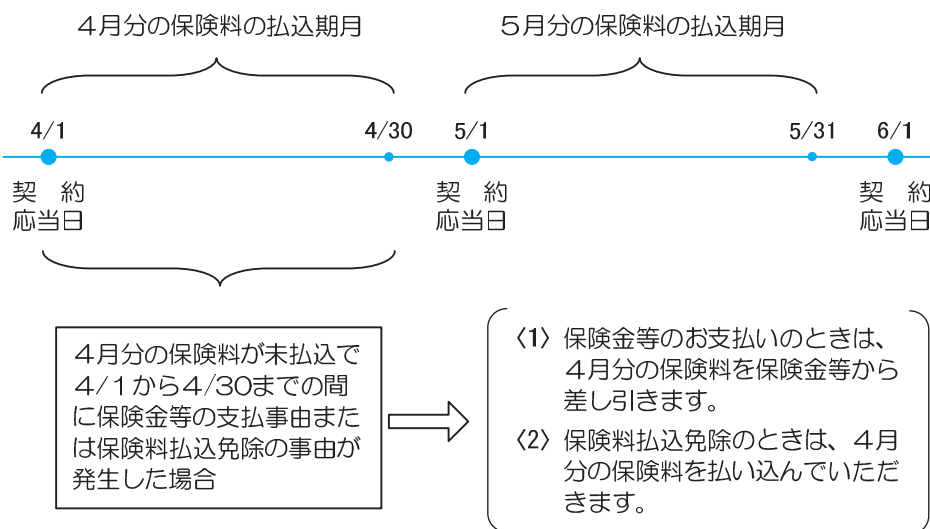 4月分の保険料の払込期月
5月分の保険料の払込期月
4/1
4/30
5/1
5/31
6/1
契　約
応当日
契　約
応当日
契　約
応当日
4月分の保険料が未払込で
4/1から4/30までの間
に保険金等の支払事由また
は保険料払込免除の事由が
発生した場合
〈1〉保険金等のお支払いのときは、
4月分の保険料を保険金等から
差し引きます。
〈2〉保険料払込免除のときは、4月
分の保険料を払い込んでいただ
きます。